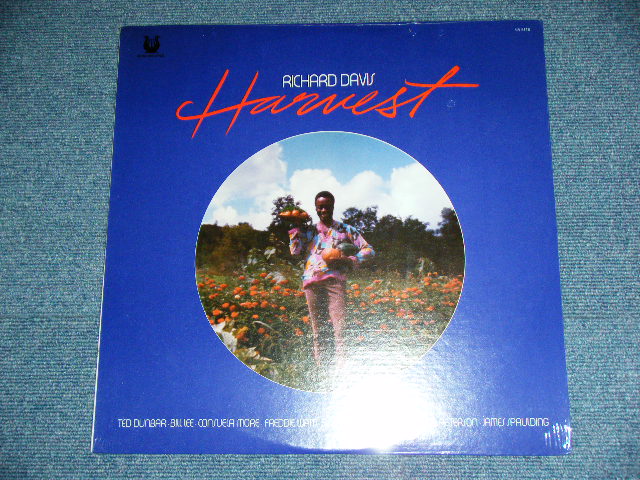 RICHARD DAVIS
Harvest
TED DUNBAR · BILL LEE · CONSUELA MORE · FREDDIE WAITS JAMES SPAULDING